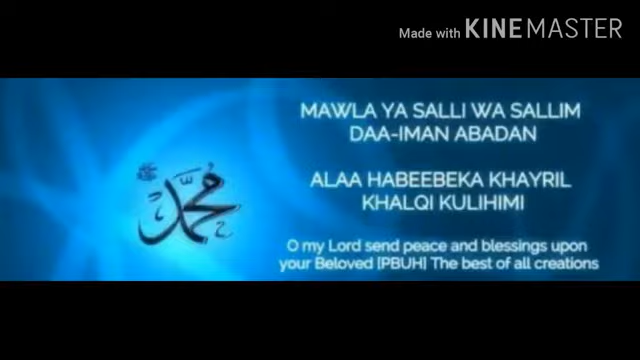 Made with KINEMASTER
MAWLA YA SALLI WA SALLIM
DAA-IMAN ABADAN
محمد
ALAA HABEEBEKA KHAYRIL
KHALQI KULIHIMI
O my Lord send peace and blessings upon
your Beloved [PBUH] The best of all creations